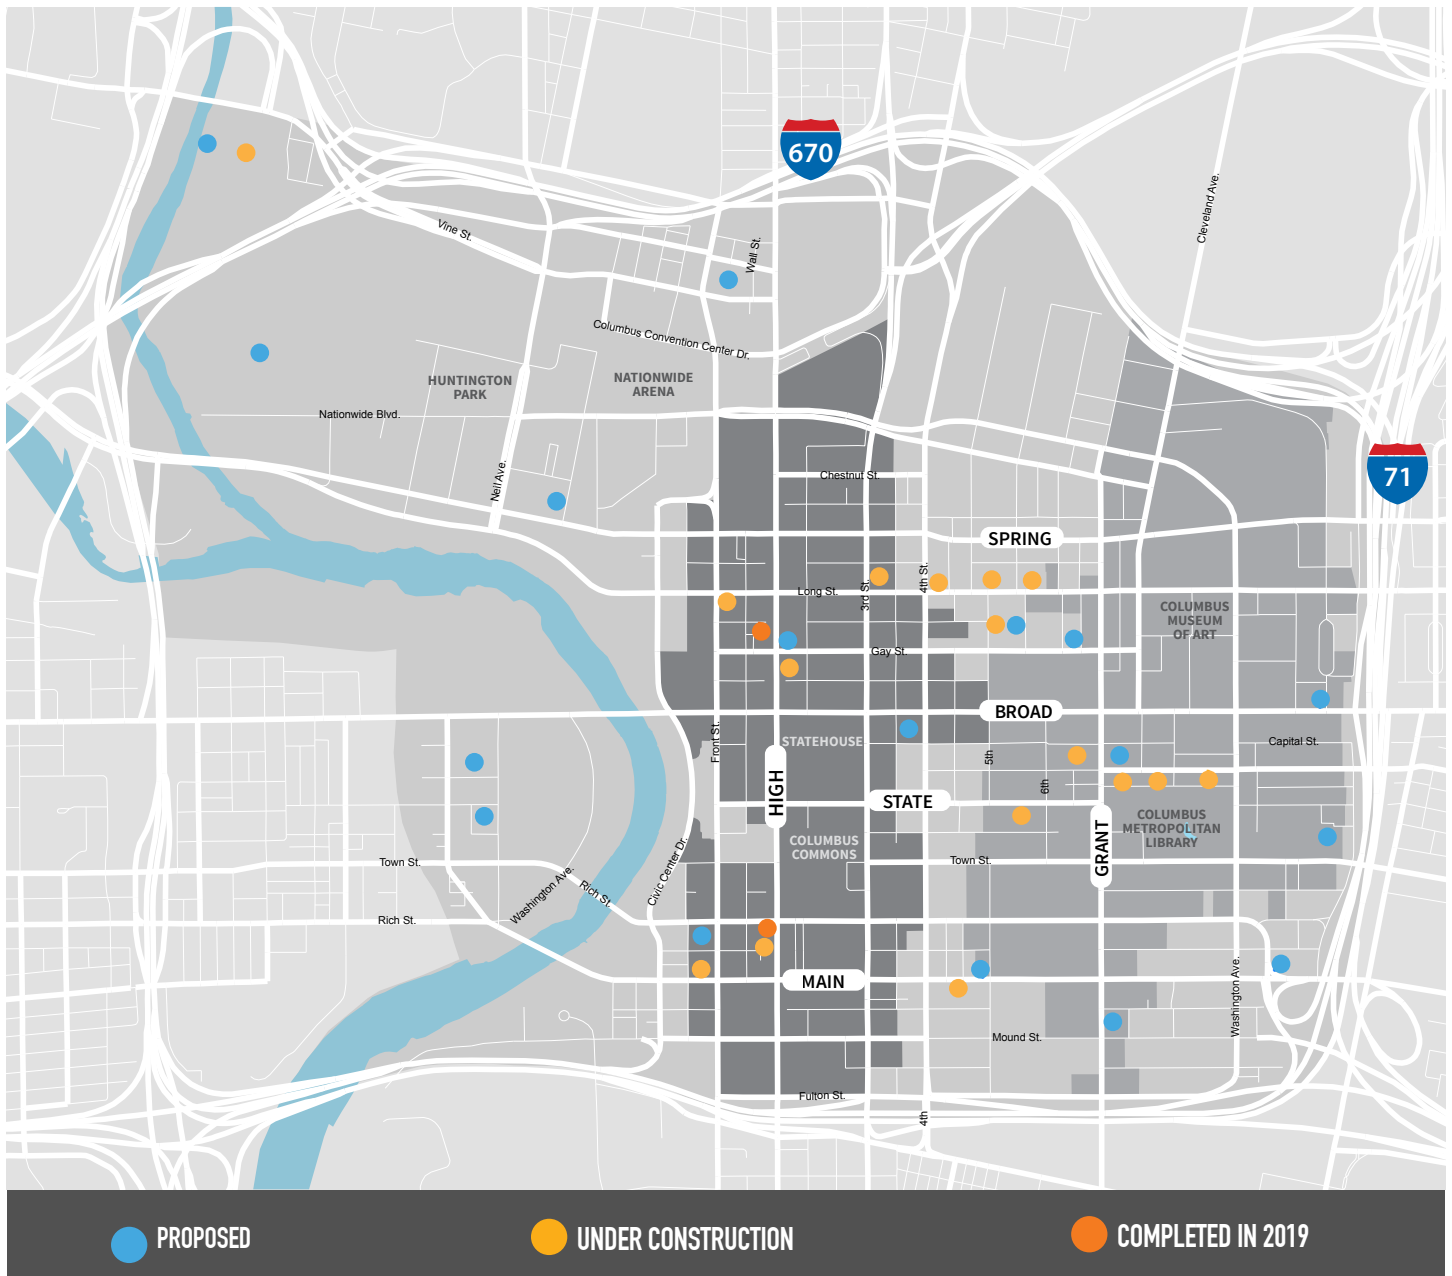 670
Cleveland Ave.
Vine St.
Wall St.
Columbus Convention Center Dr.
HUNTINGTON
PARK
NATIONWIDE
ARENA
Nationwide Blvd.
Neil Ave.
Chestnut St.
71
SPRING
Long St.
3rd St.
4th St.
COLUMBUS
MUSEUM
OF ART
Gay St.
BROAD
Front St.
STATEHOUSE
5th
Capital St.
HIGH
6th
STATE
COLUMBUS
METROPOLITAN
LIBRARY
COLUMBUS
COMMONS
GRANT
Town St.
Civic Center Dr.
Town St.
Washington Ave.
Rich St.
Rich St.
MAIN
Washington Ave.
Mound St.
Fulton St.
4th
PROPOSED
UNDER CONSTRUCTION
COMPLETED IN 2019